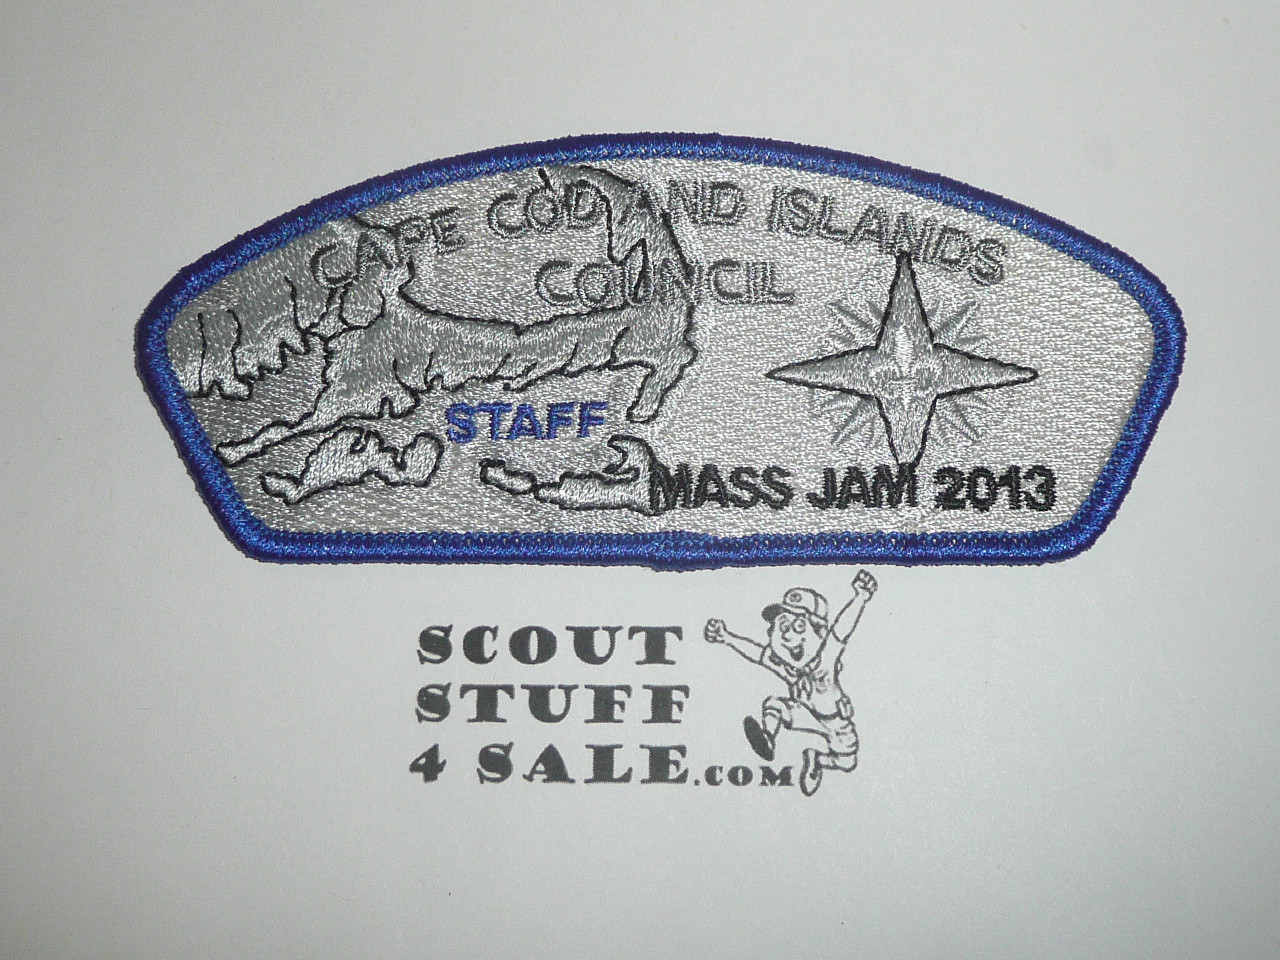 CAPE COD AND ISLANDS
COUNCIL
STAFF
MASS JAM 2013
SCOUT
STUFF
4 SALE.COM